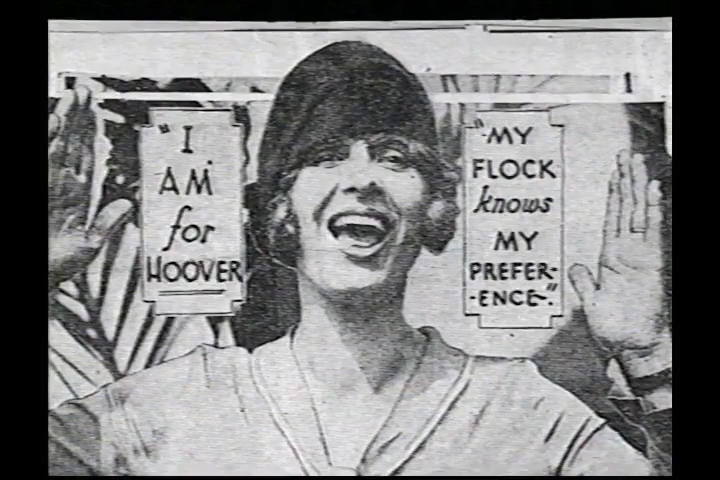 "I
AM
for
HOOVER
"MY
FLOCK
knows
MY
PREFER-
-ENCE."